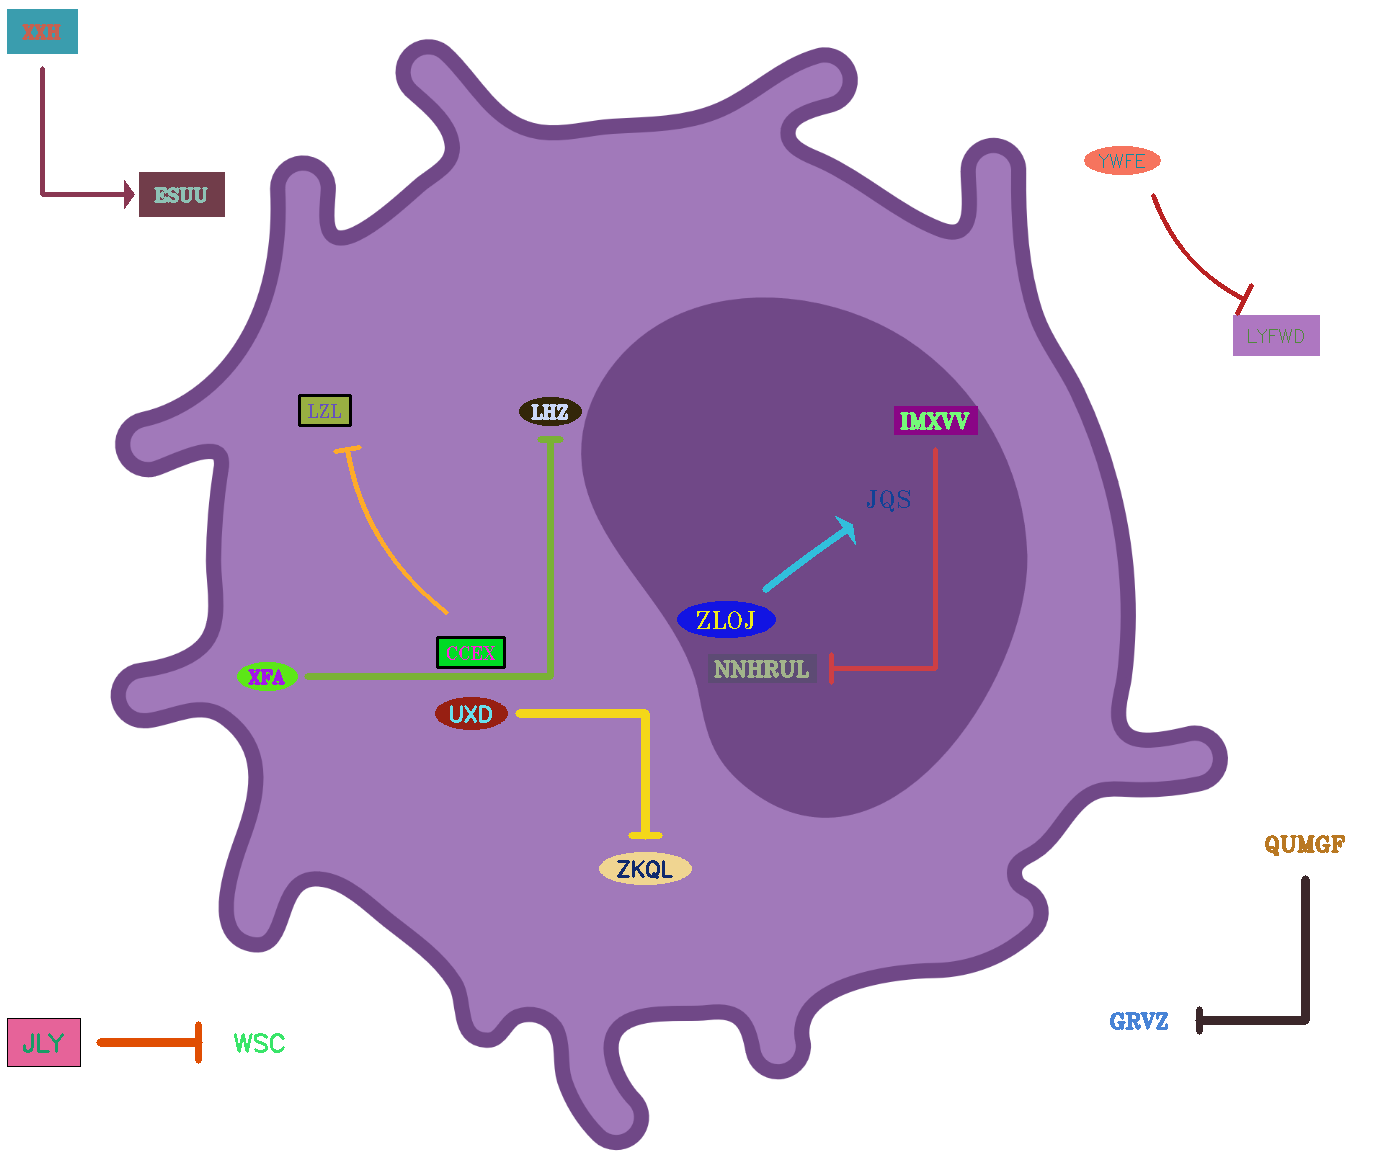 XXH
YWFE
ESUU
LYFWD
LZL
LHZ
IMXVV
JQS
ZLOJ
NNHRUL
XFA
UXD
ZKQL
QUMGF
GRVZ
JLY
WSC